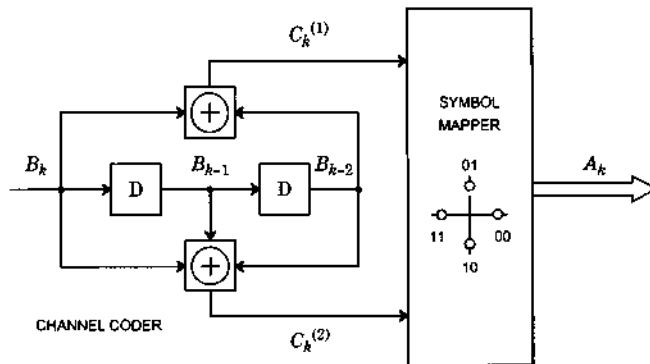 C_k^(1)
SYMBOL
MAPPER
B_k
B_{k-1}
B_{k-2}
D
D
01
11
00
10
A_k
CHANNEL CODER
C_k^(2)